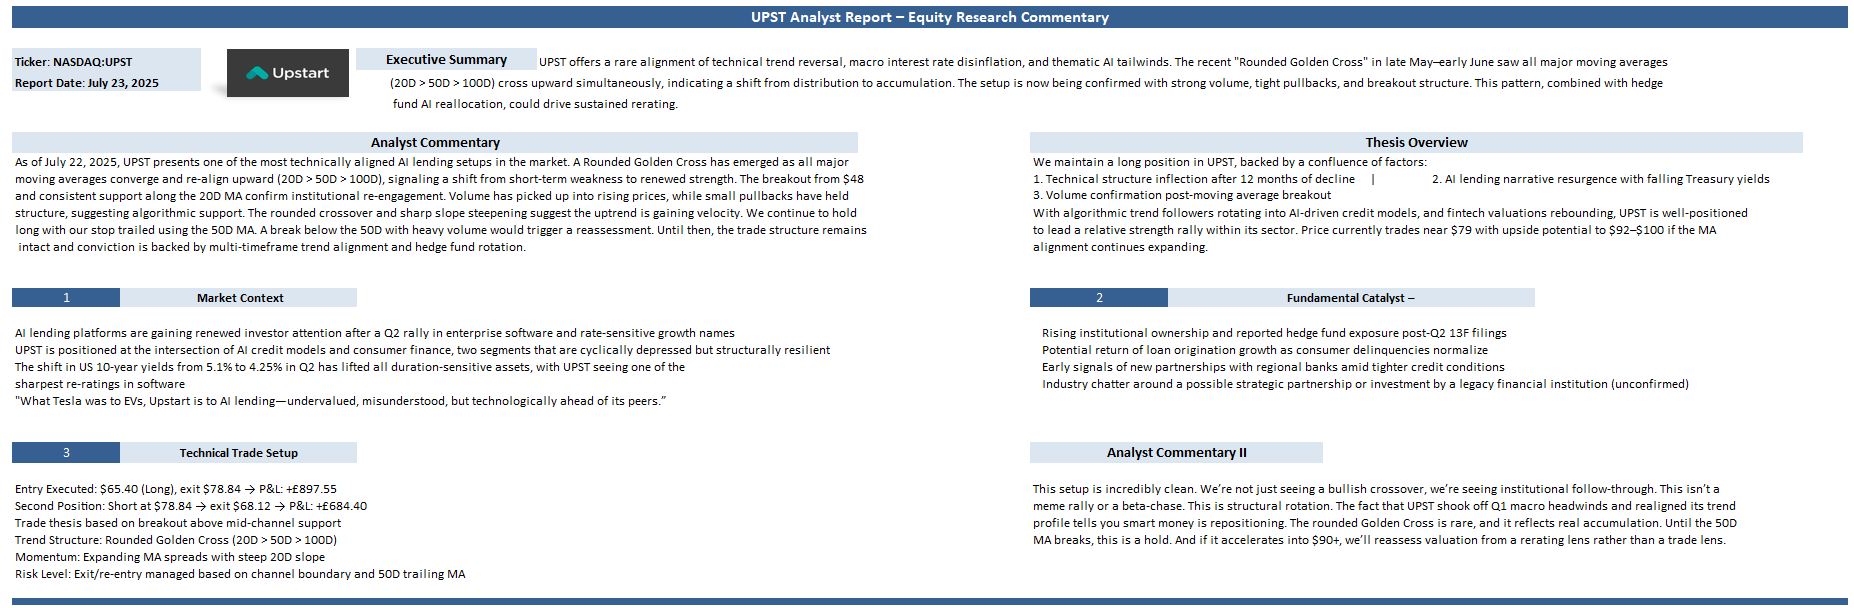 UPST Analyst Report – Equity Research Commentary
Ticker: NASDAQ:UPST
Report Date: July 23, 2025
Upstart
Executive Summary
UPST offers a rare alignment of technical trend reversal, macro interest rate disinflation, and thematic AI tailwinds. The recent "Rounded Golden Cross" in late May–early June saw all major moving averages
(20D > 50D > 100D) cross upward simultaneously, indicating a shift from distribution to accumulation. The setup is now being confirmed with strong volume, tight pullbacks, and breakout structure. This pattern, combined with hedge
fund AI reallocation, could drive sustained rerating.
Analyst Commentary
As of July 22, 2025, UPST presents one of the most technically aligned AI lending setups in the market. A Rounded Golden Cross has emerged as all major
moving averages converge and re-align upward (20D > 50D > 100D), signaling a shift from short-term weakness to renewed strength. The breakout from $48
and consistent support along the 20D MA confirm institutional re-engagement. Volume has picked up into rising prices, while small pullbacks have held
structure, suggesting algorithmic support. The rounded crossover and sharp slope steepening suggest the uptrend is gaining velocity. We continue to hold
long with our stop trailed using the 50D MA. A break below the 50D with heavy volume would trigger a reassessment. Until then, the trade structure remains
intact and conviction is backed by multi-timeframe trend alignment and hedge fund rotation.
Thesis Overview
We maintain a long position in UPST, backed by a confluence of factors:
1. Technical structure inflection after 12 months of decline | 2. AI lending narrative resurgence with falling Treasury yields
3. Volume confirmation post-moving average breakout
With algorithmic trend followers rotating into AI-driven credit models, and fintech valuations rebounding, UPST is well-positioned
to lead a relative strength rally within its sector. Price currently trades near $79 with upside potential to $92–$100 if the MA
alignment continues expanding.
1 Market Context
AI lending platforms are gaining renewed investor attention after a Q2 rally in enterprise software and rate-sensitive growth names
UPST is positioned at the intersection of AI credit models and consumer finance, two segments that are cyclically depressed but structurally resilient
The shift in US 10-year yields from 5.1% to 4.25% in Q2 has lifted all duration-sensitive assets, with UPST seeing one of the
sharpest re-ratings in software
"What Tesla was to EVs, Upstart is to AI lending—undervalued, misunderstood, but technologically ahead of its peers.”
2 Fundamental Catalyst –
Rising institutional ownership and reported hedge fund exposure post-Q2 13F filings
Potential return of loan origination growth as consumer delinquencies normalize
Early signals of new partnerships with regional banks amid tighter credit conditions
Industry chatter around a possible strategic partnership or investment by a legacy financial institution (unconfirmed)
3 Technical Trade Setup
Entry Executed: $65.40 (Long), exit $78.84 → P&L: +£897.55
Second Position: Short at $78.84 → exit $68.12 → P&L: +£684.40
Trade thesis based on breakout above mid-channel support
Trend Structure: Rounded Golden Cross (20D > 50D > 100D)
Momentum: Expanding MA spreads with steep 20D slope
Risk Level: Exit/re-entry managed based on channel boundary and 50D trailing MA
Analyst Commentary II
This setup is incredibly clean. We’re not just seeing a bullish crossover, we’re seeing institutional follow-through. This isn’t a
meme rally or a beta-chase. This is structural rotation. The fact that UPST shook off Q1 macro headwinds and realigned its trend
profile tells you smart money is repositioning. The rounded Golden Cross is rare, and it reflects real accumulation. Until the 50D
MA breaks, this is a hold. And if it accelerates into $90+, we’ll reassess valuation from a rerating lens rather than a trade lens.